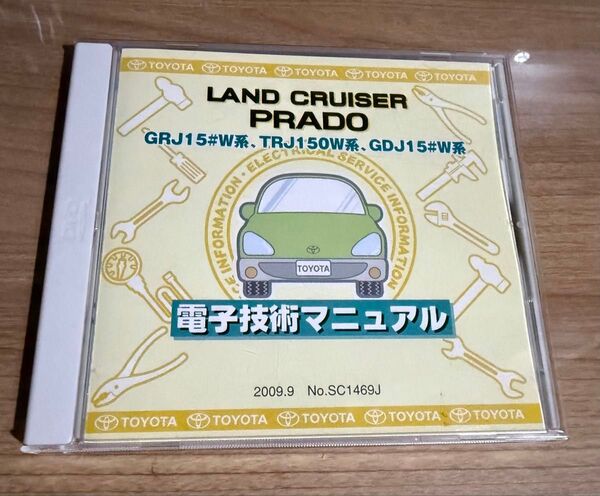 TOYOTA TOYOTA TOYOTA TOYOTA TOYOTA
LAND CRUISER
PRADO
GRJ15#W系、TRJ150W系、GDJ15#W系
CE INFORMATION・ELECTRICAL SERVICE INFORMATION
TOYOTA
電子技術マニュアル
2009.9 No.SC1469J
TOYOTA TOYOTA TOYOTA TOYOTA TOYOTA